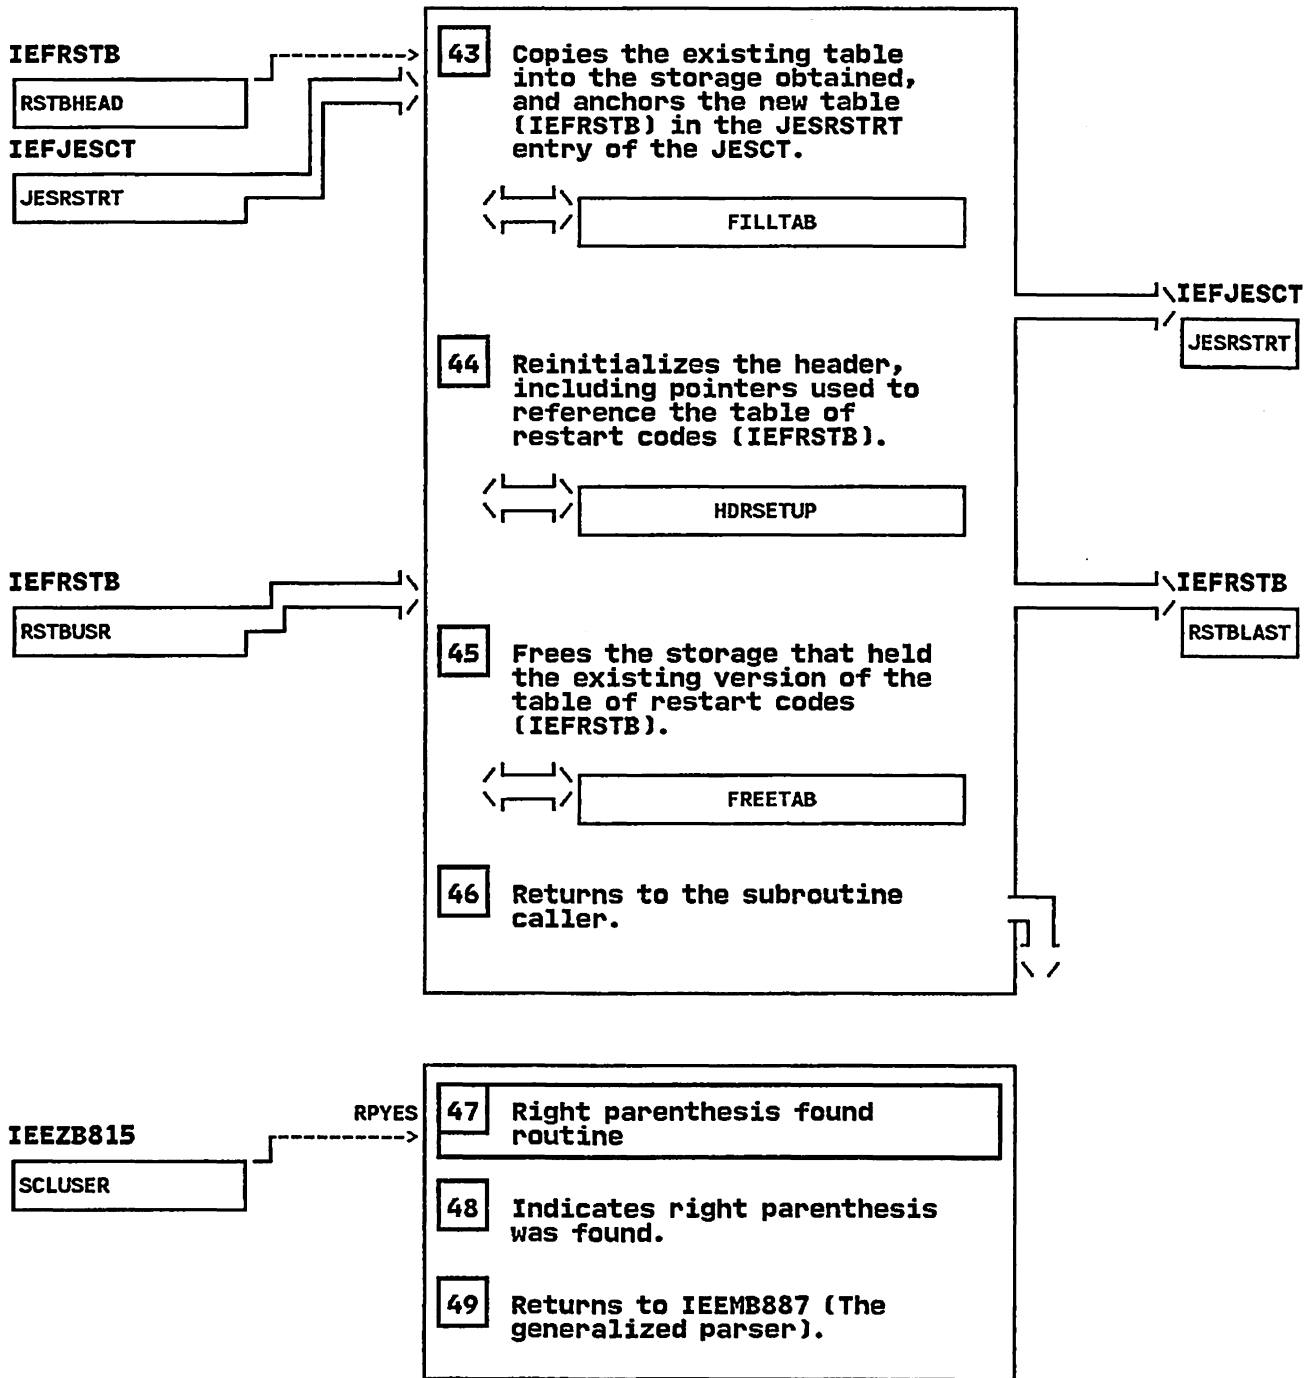 IEFRSTB
RSTBHEAD
IEFJESCT
JESRSTRT
43 Copies the existing table
into the storage obtained,
and anchors the new table
(IEFRSTB) in the JESRSTRT
entry of the JESCT.
FILLTAB
IEFJESCT
JESRSTRT
44 Reinitializes the header,
including pointers used to
reference the table of
restart codes (IEFRSTB).
HDRSETUP
IEFRSTB
RSTBUSR
IEFRSTB
RSTBLAST
45 Frees the storage that held
the existing version of the
table of restart codes
(IEFRSTB).
FREETAB
46 Returns to the subroutine
caller.
IEEZB815
SCLUSER
RPYES
47 Right parenthesis found
routine
48 Indicates right parenthesis
was found.
49 Returns to IEEMB887 (The
generalized parser).